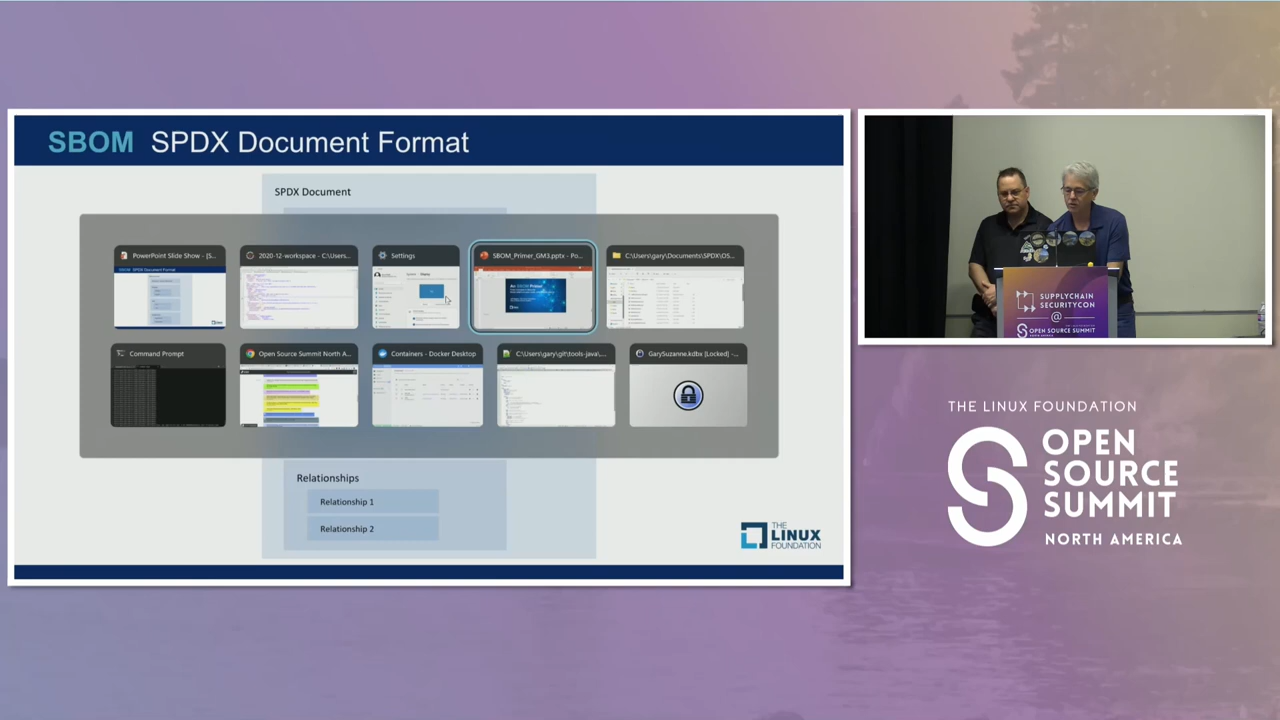 SBOM SPDX Document Format
SPDX Document
PowerPoint Slide Show - [S...
2020-12-workspace - C:\Users...
Settings
SBOM_Primer_GM3.pptx - Po...
C:\Users\gary\Documents\SPDX\OS...
An SBOM Primer
Command Prompt
Open Source Summit North A...
Containers - Docker Desktop
C:\Users\gary\git\tools-java\...
GarySuzanne.kdbx [Locked] -...
Relationships
Relationship 1
Relationship 2
THE
LINUX
FOUNDATION
SUPPLYCHAIN
SECURITYCON
@
OPEN SOURCE SUMMIT
THE LINUX FOUNDATION
OPEN
SOURCE
SUMMIT
NORTH AMERICA